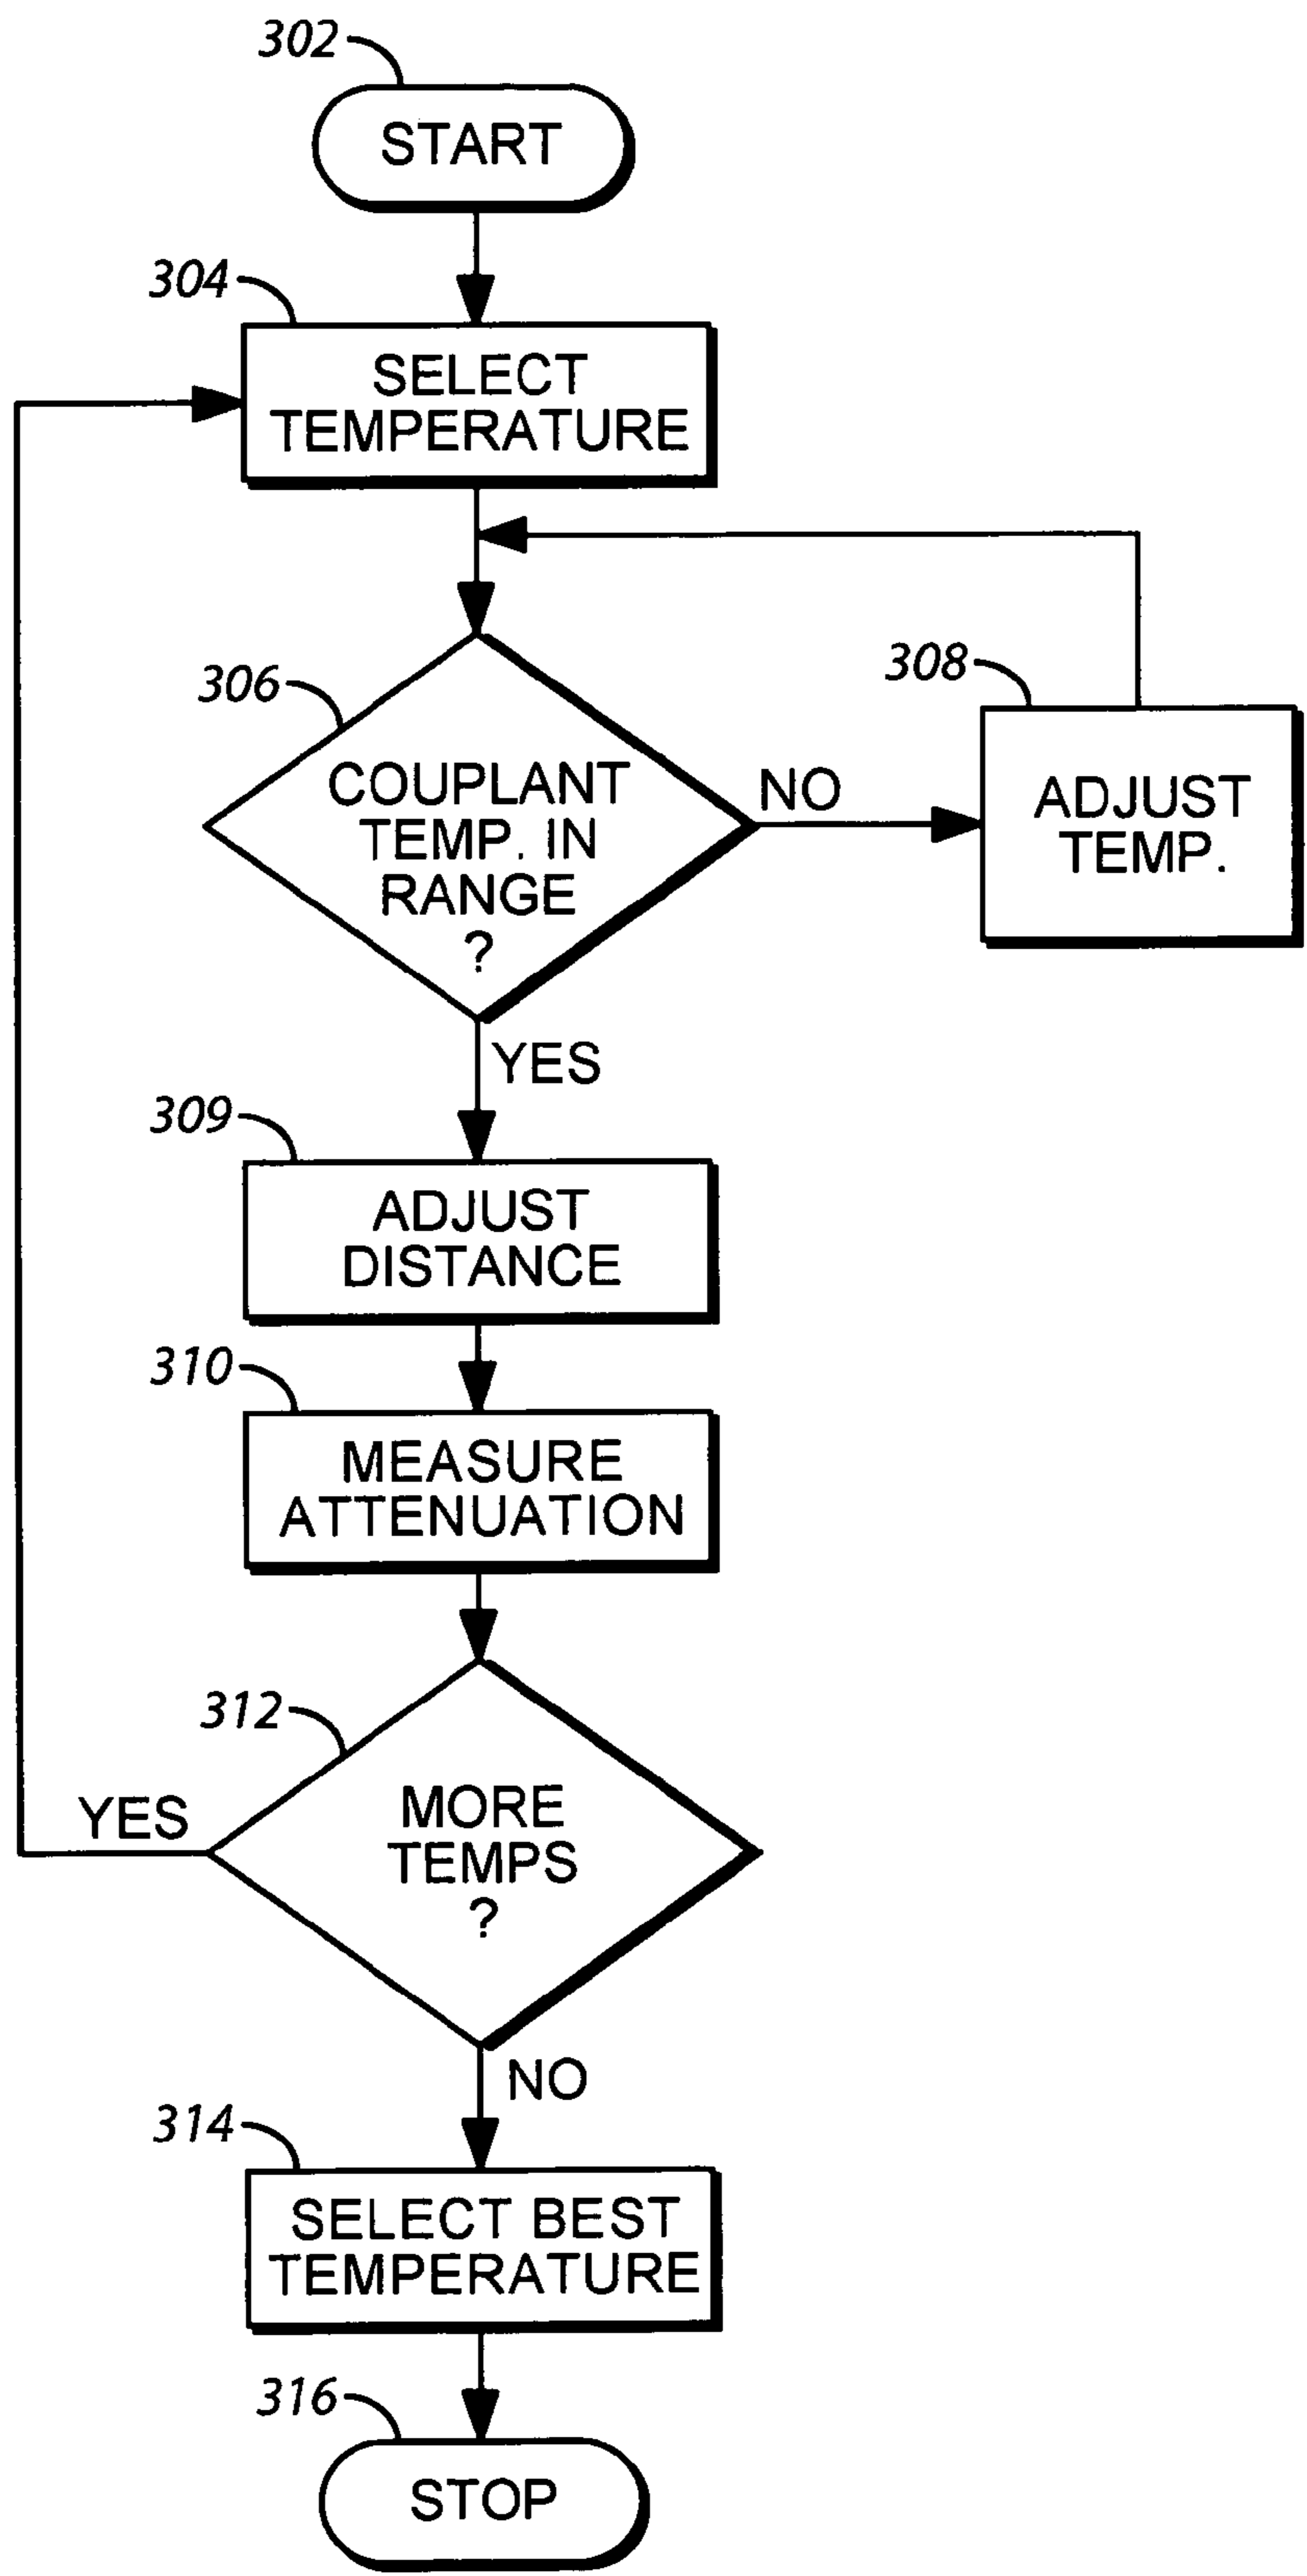 302
START
304
SELECT
TEMPERATURE
306
COUPLANT
TEMP. IN
RANGE
?
NO
308
ADJUST
TEMP.
YES
309
ADJUST
DISTANCE
310
MEASURE
ATTENUATION
312
MORE
TEMPS
?
YES
NO
314
SELECT BEST
TEMPERATURE
316
STOP